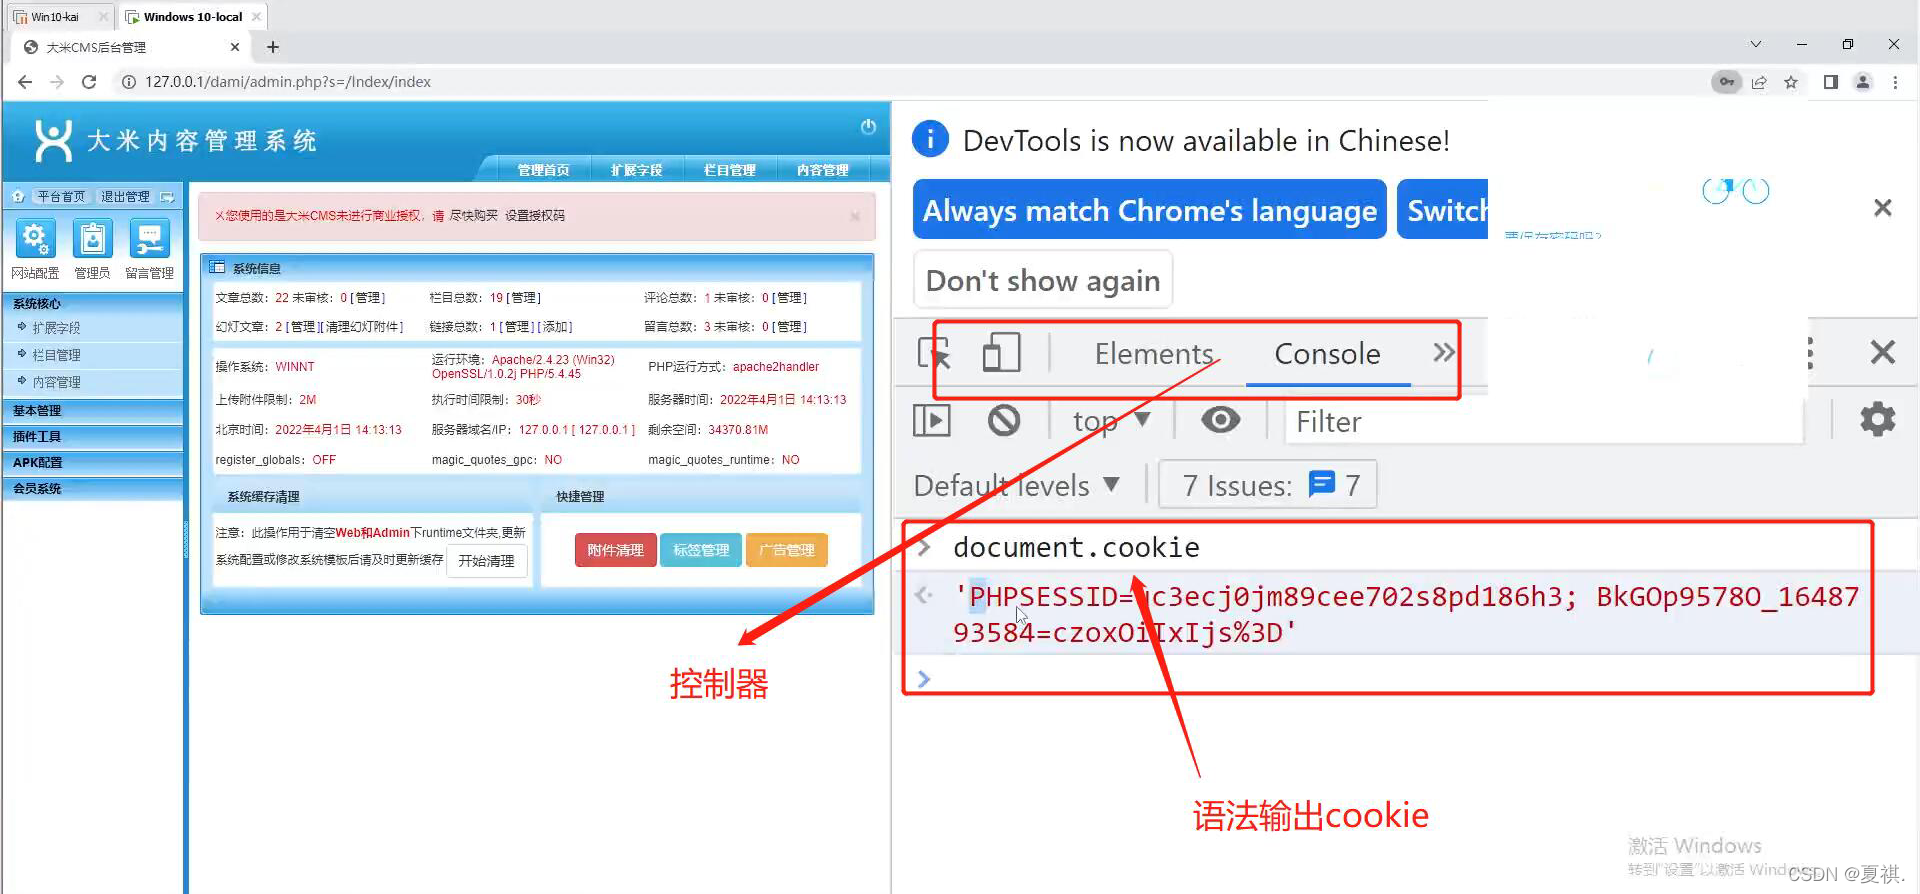 Win10-kai
Windows 10-local
大米CMS后台管理
127.0.0.1/dami/admin.php?s=/Index/index
大米内容管理系统
管理首页 扩展字段 栏目管理 内容管理
平台首页 退出管理
网站配置 管理员 留言管理
系统核心
扩展字段
栏目管理
内容管理
基本管理
插件工具
APK配置
会员系统
X您使用的是大米CMS未进行商业授权，请 尽快购买 设置授权码
系统信息
文章总数：22 未审核：0 [管理] 栏目总数：19 [管理] 评论总数：1 未审核：0 [管理]
幻灯文章：2 [管理][清理幻灯附件] 链接总数：1 [管理] [添加] 留言总数：3 未审核：0 [管理]
操作系统：WINNT 运行环境：Apache/2.4.23 (Win32) OpenSSL/1.0.2j PHP/5.4.45 PHP运行方式：apache2handler
上传附件限制：2M 执行时间限制：30秒 服务器时间：2022年4月1日 14:13:13
北京时间：2022年4月1日 14:13:13 服务器域名/IP：127.0.0.1 [ 127.0.0.1 ] 剩余空间：34370.81M
register_globals：OFF magic_quotes_gpc：NO magic_quotes_runtime：NO
系统缓存清理 快捷管理
注意：此操作用于清空Web和Admin下runtime文件夹,更新
系统配置或修改系统模板后请及时更新缓存 开始清理
附件清理 标签管理 广告管理
DevTools is now available in Chinese!
Always match Chrome's language Switch
Don't show again
Elements Console
top Filter
Default levels 7 Issues: 7
document.cookie
'PHPSESSID= c3ecj0jm89cee702s8pd186h3; BkGOp9578O_16487
93584=czoxOiIxIjs%3D'
控制器
语法输出cookie
激活 Windows
转到"设置"以激活 Windows
CSDN @夏祺.